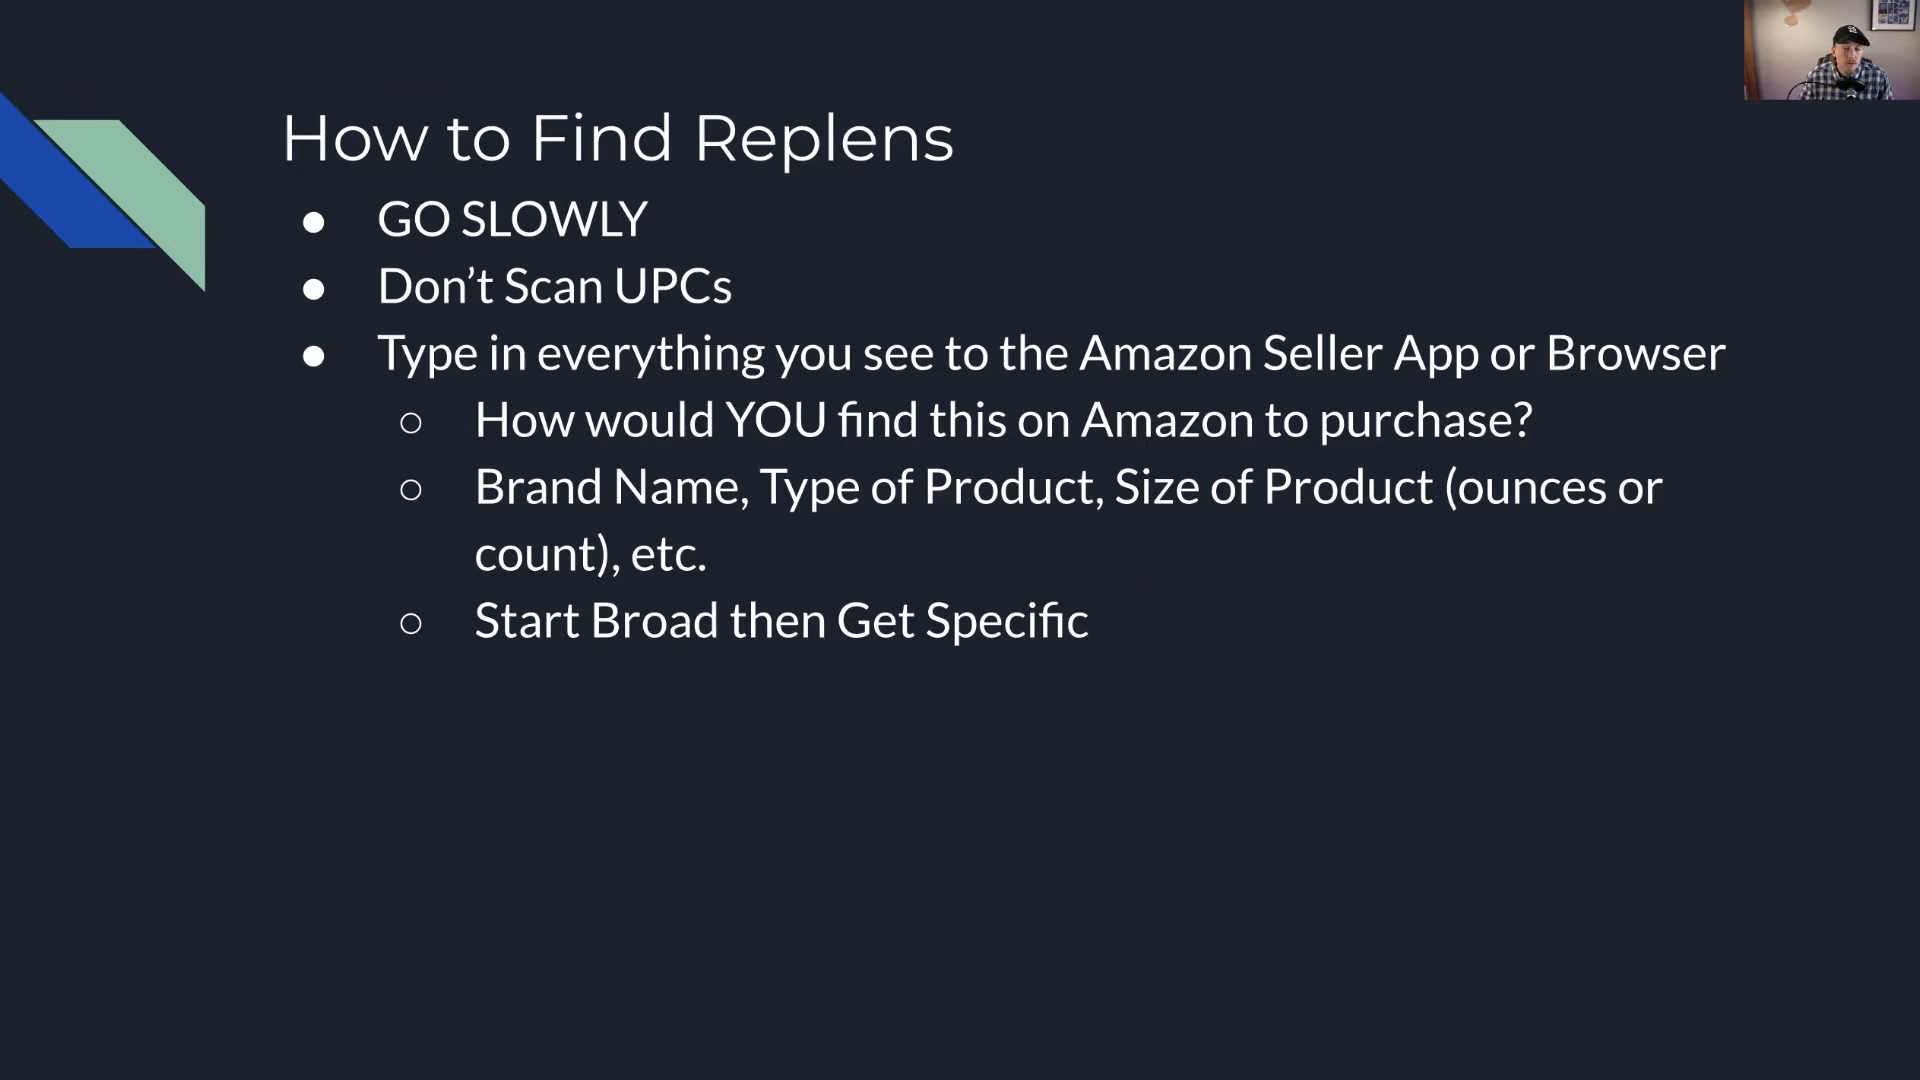 How to Find Replens
● GO SLOWLY
● Don’t Scan UPCs
● Type in everything you see to the Amazon Seller App or Browser
○ How would YOU find this on Amazon to purchase?
○ Brand Name, Type of Product, Size of Product (ounces or
count), etc.
○ Start Broad then Get Specific